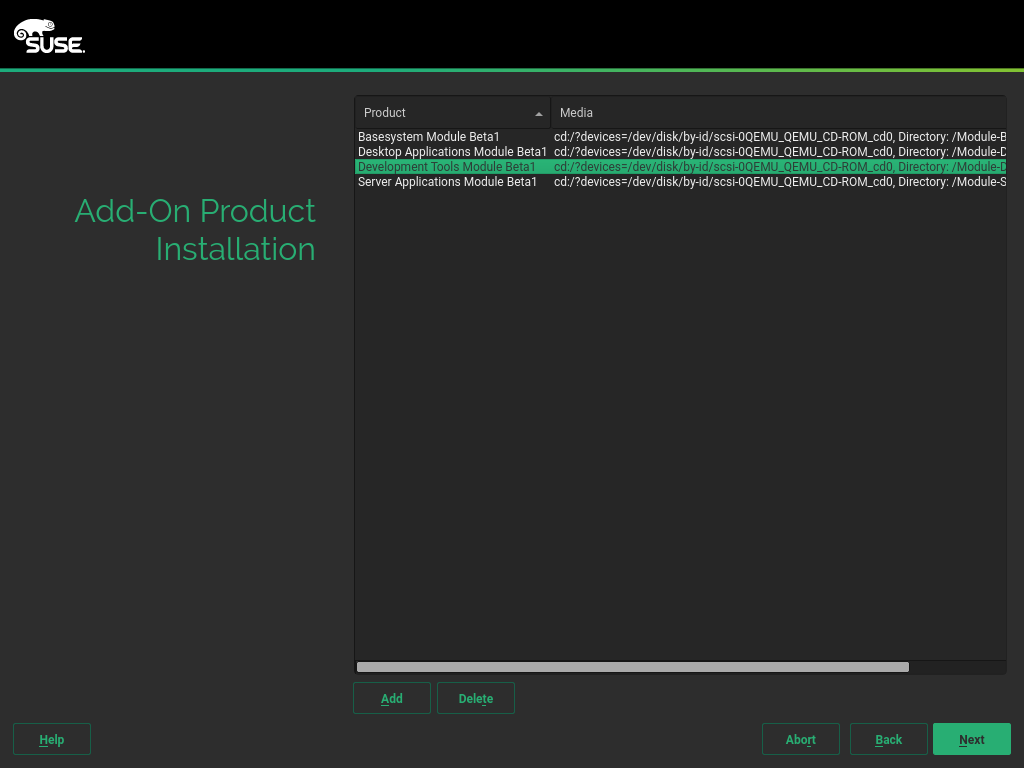 SUSE.
Product Media
Basesystem Module Beta1 cd:/?devices=/dev/disk/by-id/scsi-0QEMU_QEMU_CD-ROM_cd0, Directory: /Module-B
Desktop Applications Module Beta1 cd:/?devices=/dev/disk/by-id/scsi-0QEMU_QEMU_CD-ROM_cd0, Directory: /Module-D
Development Tools Module Beta1 cd:/?devices=/dev/disk/by-id/scsi-0QEMU_QEMU_CD-ROM_cd0, Directory: /Module-D
Server Applications Module Beta1 cd:/?devices=/dev/disk/by-id/scsi-0QEMU_QEMU_CD-ROM_cd0, Directory: /Module-S
Add-On Product
Installation
Add Delete
Help Abort Back Next